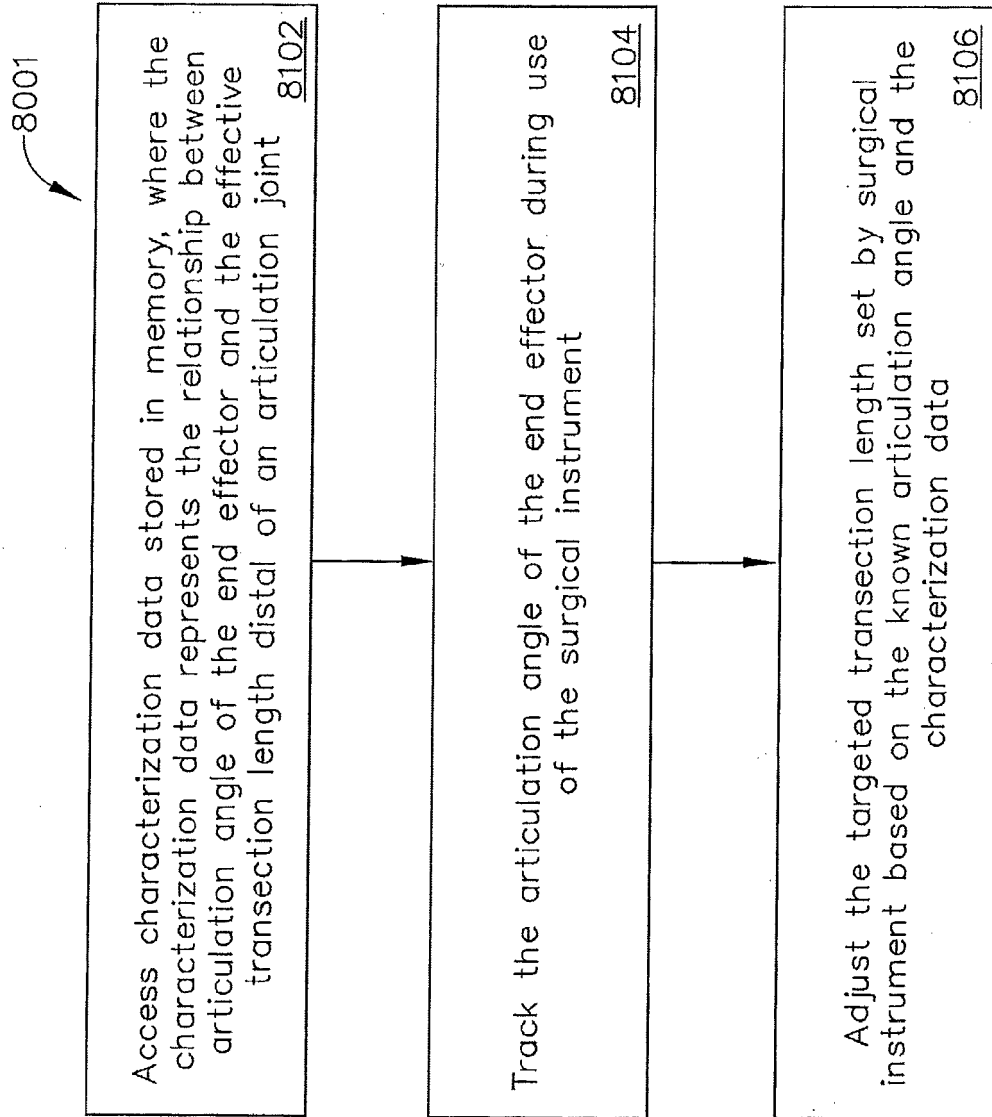 8001
Access characterization data stored in memory, where the
characterization data represents the relationship between
articulation angle of the end effector and the effective
transection length distal of an articulation joint
8102
Track the articulation angle of the end effector during use
of the surgical instrument
8104
Adjust the targeted transection length set by surgical
instrument based on the known articulation angle and the
characterization data
8106